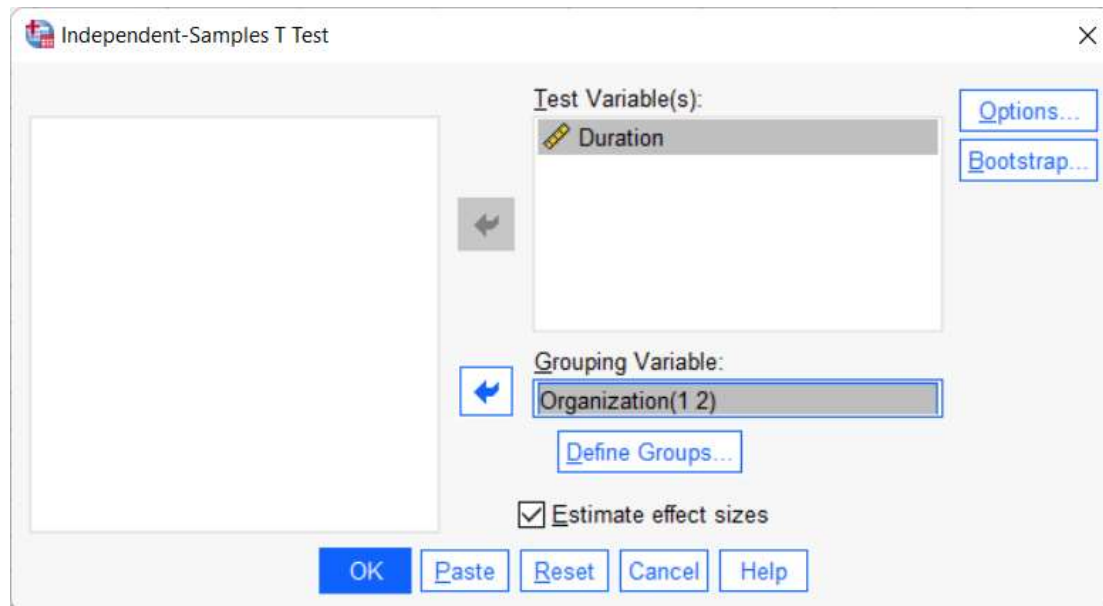 Independent-Samples T Test
Test Variable(s):
Duration
Options...
Bootstrap...
Grouping Variable:
Organization(1 2)
Define Groups...
Estimate effect sizes
OK Paste Reset Cancel Help